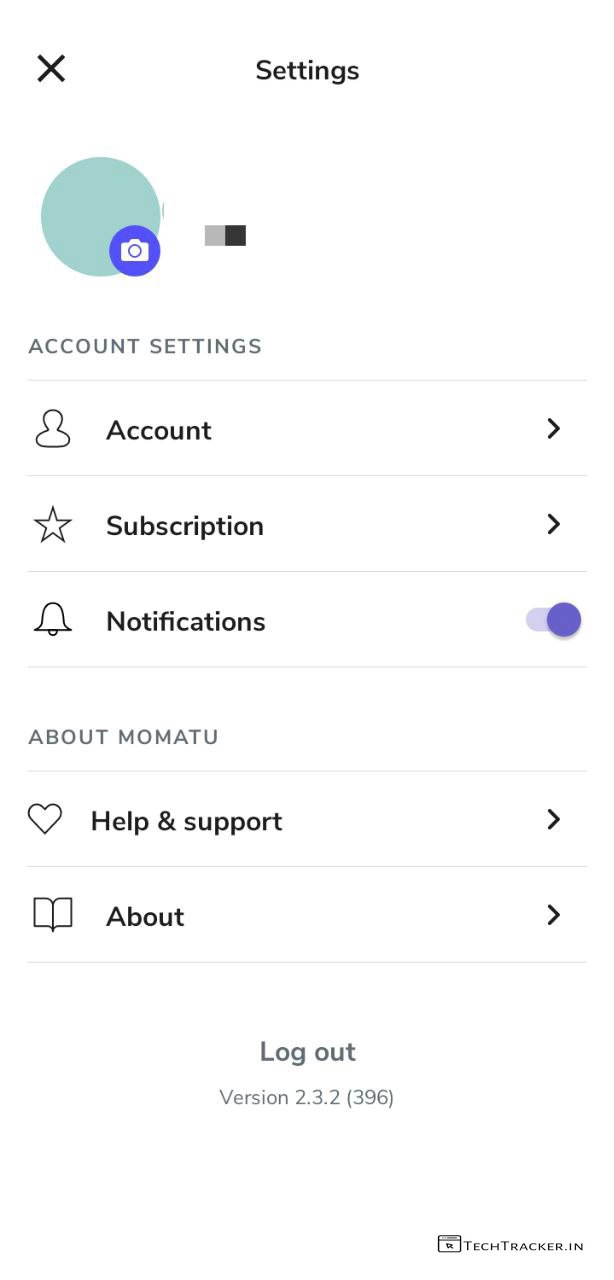 Settings
ACCOUNT SETTINGS
Account
Subscription
Notifications
ABOUT MOMATU
Help & support
About
Log out
Version 2.3.2 (396)
TECHTRACKER.IN